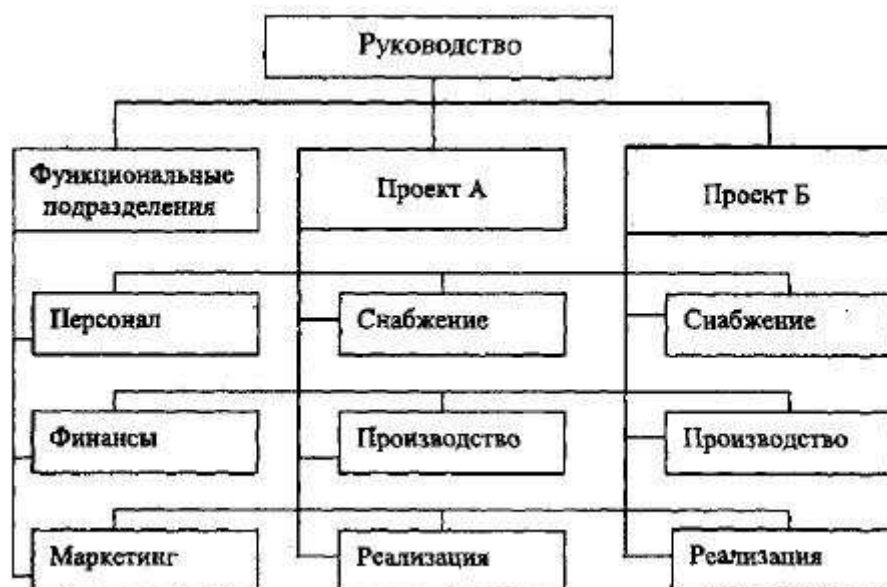 Руководство
Функциональные
подразделения
Проект А
Проект Б
Персонал
Снабжение
Снабжение
Финансы
Производство
Производство
Маркетинг
Реализация
Реализация